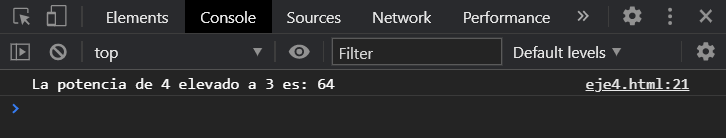 Elements Console Sources Network Performance »
top Filter Default levels
La potencia de 4 elevado a 3 es: 64 eje4.html:21
>